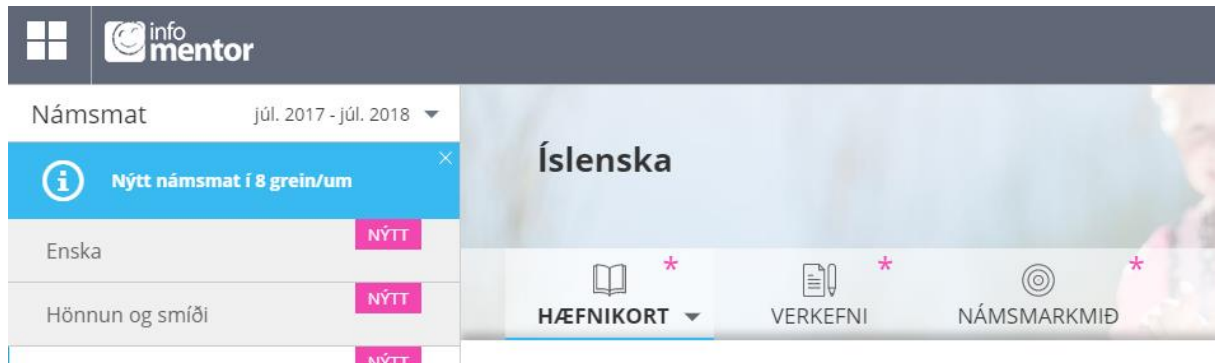 info
mentor
Námsmat júl. 2017 - júl. 2018
Nýtt námsmat í 8 grein/um
Enska NÝTT
Hönnun og smíði NÝTT
NÝTT
Íslenska
HÆFNIKORT * VERKEFNI * NÁMSMARKMIÐ *